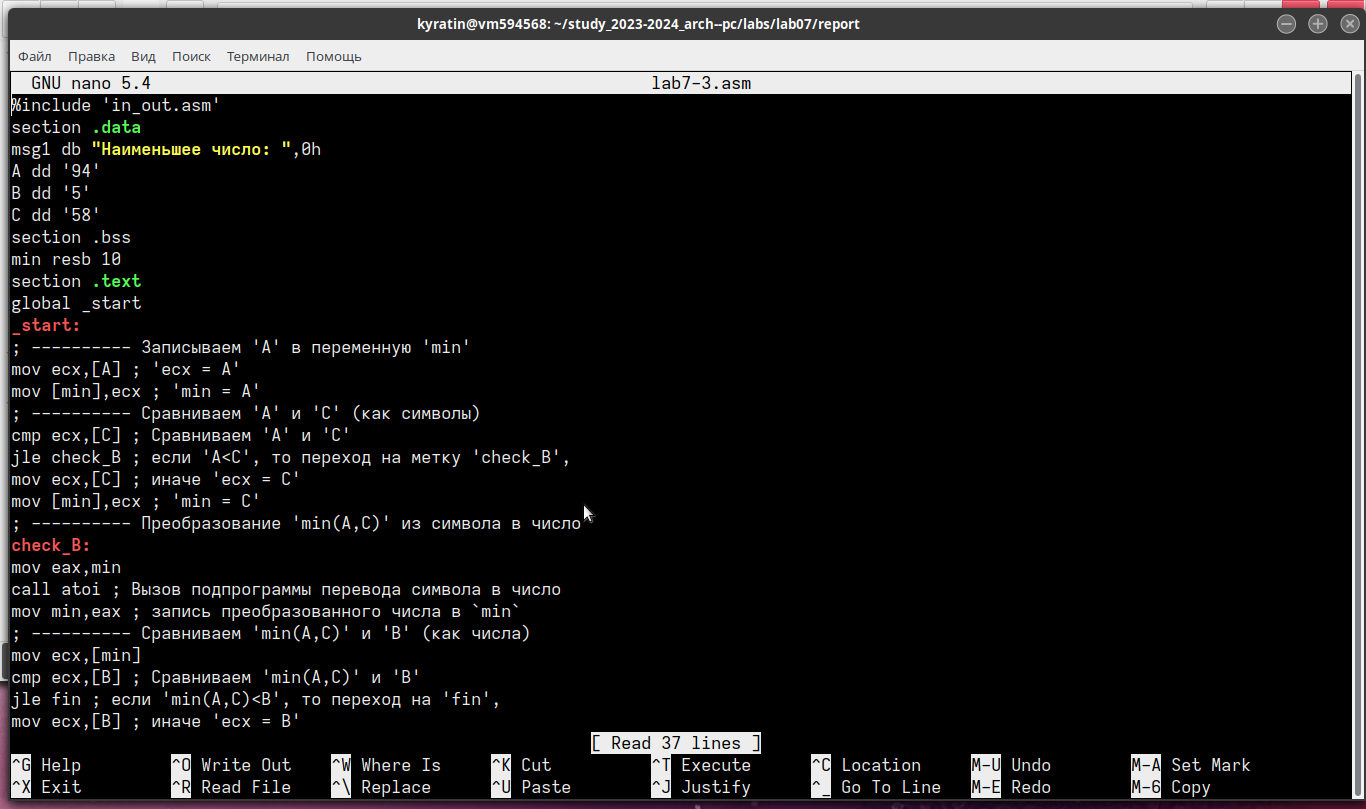 kyratin@vm594568: ~/study_2023-2024_arch--pc/labs/lab07/report
Файл Правка Вид Поиск Терминал Помощь
GNU nano 5.4 lab7-3.asm
%include 'in_out.asm'
section .data
msg1 db "Наименьшее число: ",0h
A dd '94'
B dd '5'
C dd '58'
section .bss
min resb 10
section .text
global _start
_start:
; ---------- Записываем 'A' в переменную 'min'
mov ecx,[A] ; 'ecx = A'
mov [min],ecx ; 'min = A'
; ---------- Сравниваем 'A' и 'С' (как символы)
cmp ecx,[C] ; Сравниваем 'A' и 'С'
jle check_B ; если 'A<C', то переход на метку 'check_B',
mov ecx,[C] ; иначе 'ecx = C'
mov [min],ecx ; 'min = C'
; ---------- Преобразование 'min(A,C)' из символа в число
check_B:
mov eax,min
call atoi ; Вызов подпрограммы перевода символа в число
mov min,eax ; запись преобразованного числа в `min`
; ---------- Сравниваем 'min(A,C)' и 'B' (как числа)
mov ecx,[min]
cmp ecx,[B] ; Сравниваем 'min(A,C)' и 'B'
jle fin ; если 'min(A,C)<B', то переход на 'fin',
mov ecx,[B] ; иначе 'ecx = B'
[ Read 37 lines ]
^G Help ^O Write Out ^W Where Is ^K Cut ^T Execute ^C Location M-U Undo M-A Set Mark
^X Exit ^R Read File ^\ Replace ^U Paste ^J Justify ^_ Go To Line M-E Redo M-6 Copy